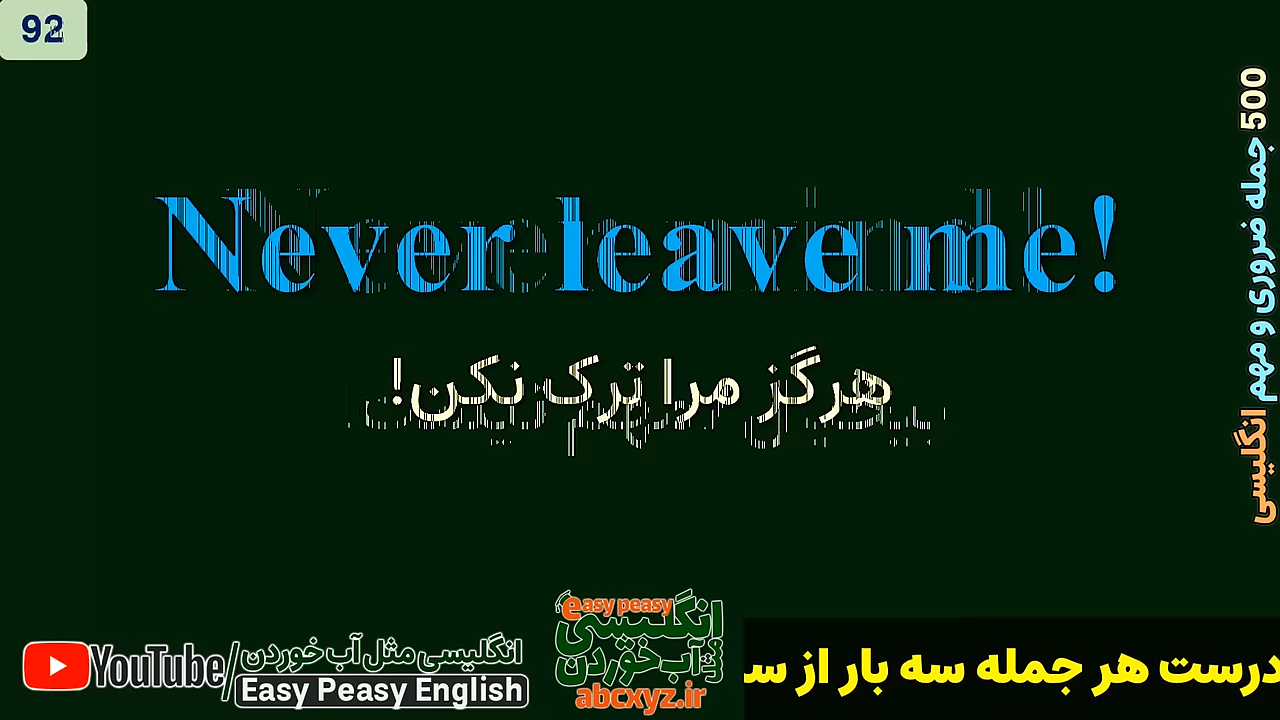 92
Never leave me!
هرگز مرا ترک نکن!
500 جمله ضروری و مهم انگلیسی
YouTube/
انگلیسی مثل آب خوردن
Easy Peasy English
easy peasy
انگلیسی
مثل آب خوردن
abcxyz.ir
درست هر جمله سه بار از